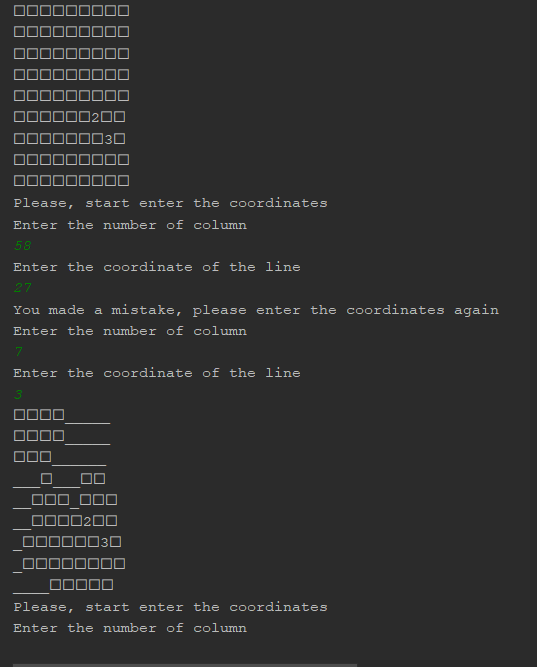 □□□□□□□□□
□□□□□□□□□
□□□□□□□□□
□□□□□□□□□
□□□□□□□□□
□□□□□□2□□
□□□□□□□3□
□□□□□□□□□
□□□□□□□□□
Please, start enter the coordinates
Enter the number of column
58
Enter the coordinate of the line
27
You made a mistake, please enter the coordinates again
Enter the number of column
7
Enter the coordinate of the line
3
□□□□_____
□□□□_____
□□□______
___□___□□
__□□□_□□□
__□□□□2□□
_□□□□□□3□
_□□□□□□□□
____□□□□□
Please, start enter the coordinates
Enter the number of column